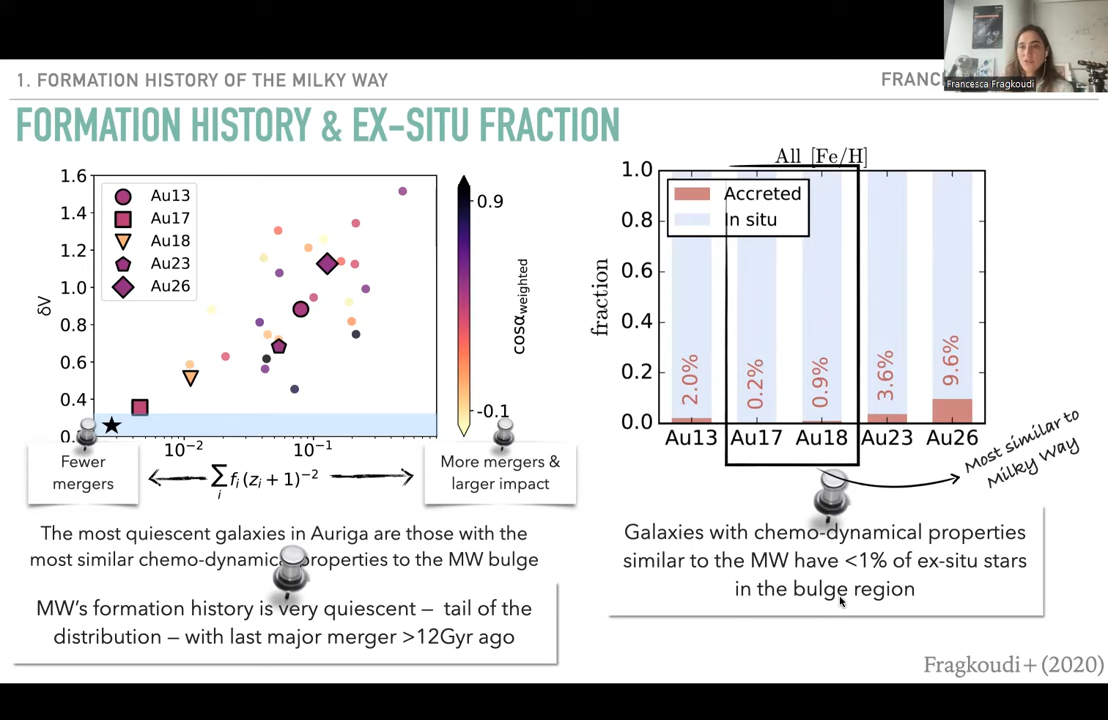 1. FORMATION HISTORY OF THE MILKY WAY
FRANC
Francesca Fragkoudi
FORMATION HISTORY & EX-SITU FRACTION
1.6
1.4
1.2
1.0
0.8
0.6
0.4
δV
Au13
Au17
Au18
Au23
Au26
10⁻²
10⁻¹
0.9
-0.1
cosα weighted
Fewer
mergers
∑ᵢ fᵢ(zᵢ+1)⁻²
More mergers &
larger impact
The most quiescent galaxies in Auriga are those with the
most similar chemo-dynamical properties to the MW bulge
MW's formation history is very quiescent – tail of the
distribution – with last major merger >12Gyr ago
All [Fe/H]
1.0
0.8
0.6
0.4
0.2
0.0
fraction
Accreted
In situ
2.0%
0.2%
0.9%
3.6%
9.6%
Au13 Au17 Au18 Au23 Au26
Most similar to
Milky Way
Galaxies with chemo-dynamical properties
similar to the MW have <1% of ex-situ stars
in the bulge region
Fragkoudi+(2020)